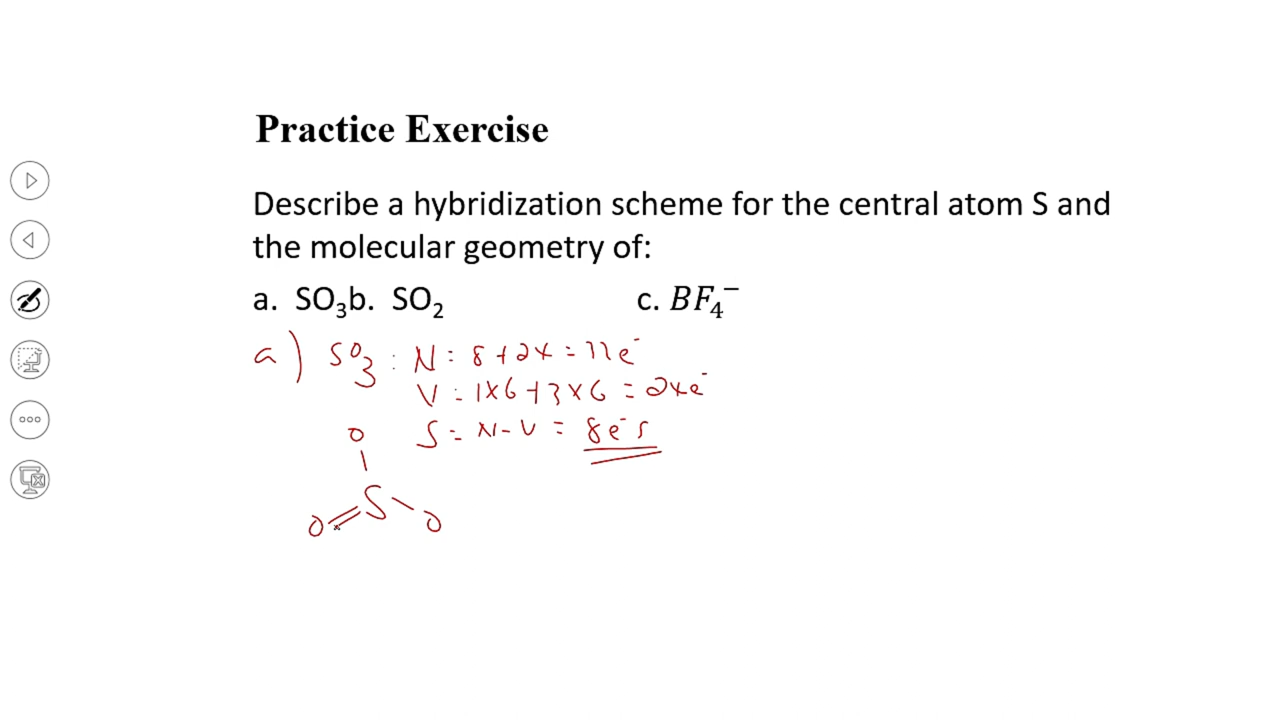 Practice Exercise
Describe a hybridization scheme for the central atom S and
the molecular geometry of:
a. SO₃b. SO₂ c. BF₄⁻
a) SO₃ : N = 8 + 24 = 32e⁻
V = 1×6 + 3×6 = 24e⁻
S = N - V = 8e⁻s
O
S
O O